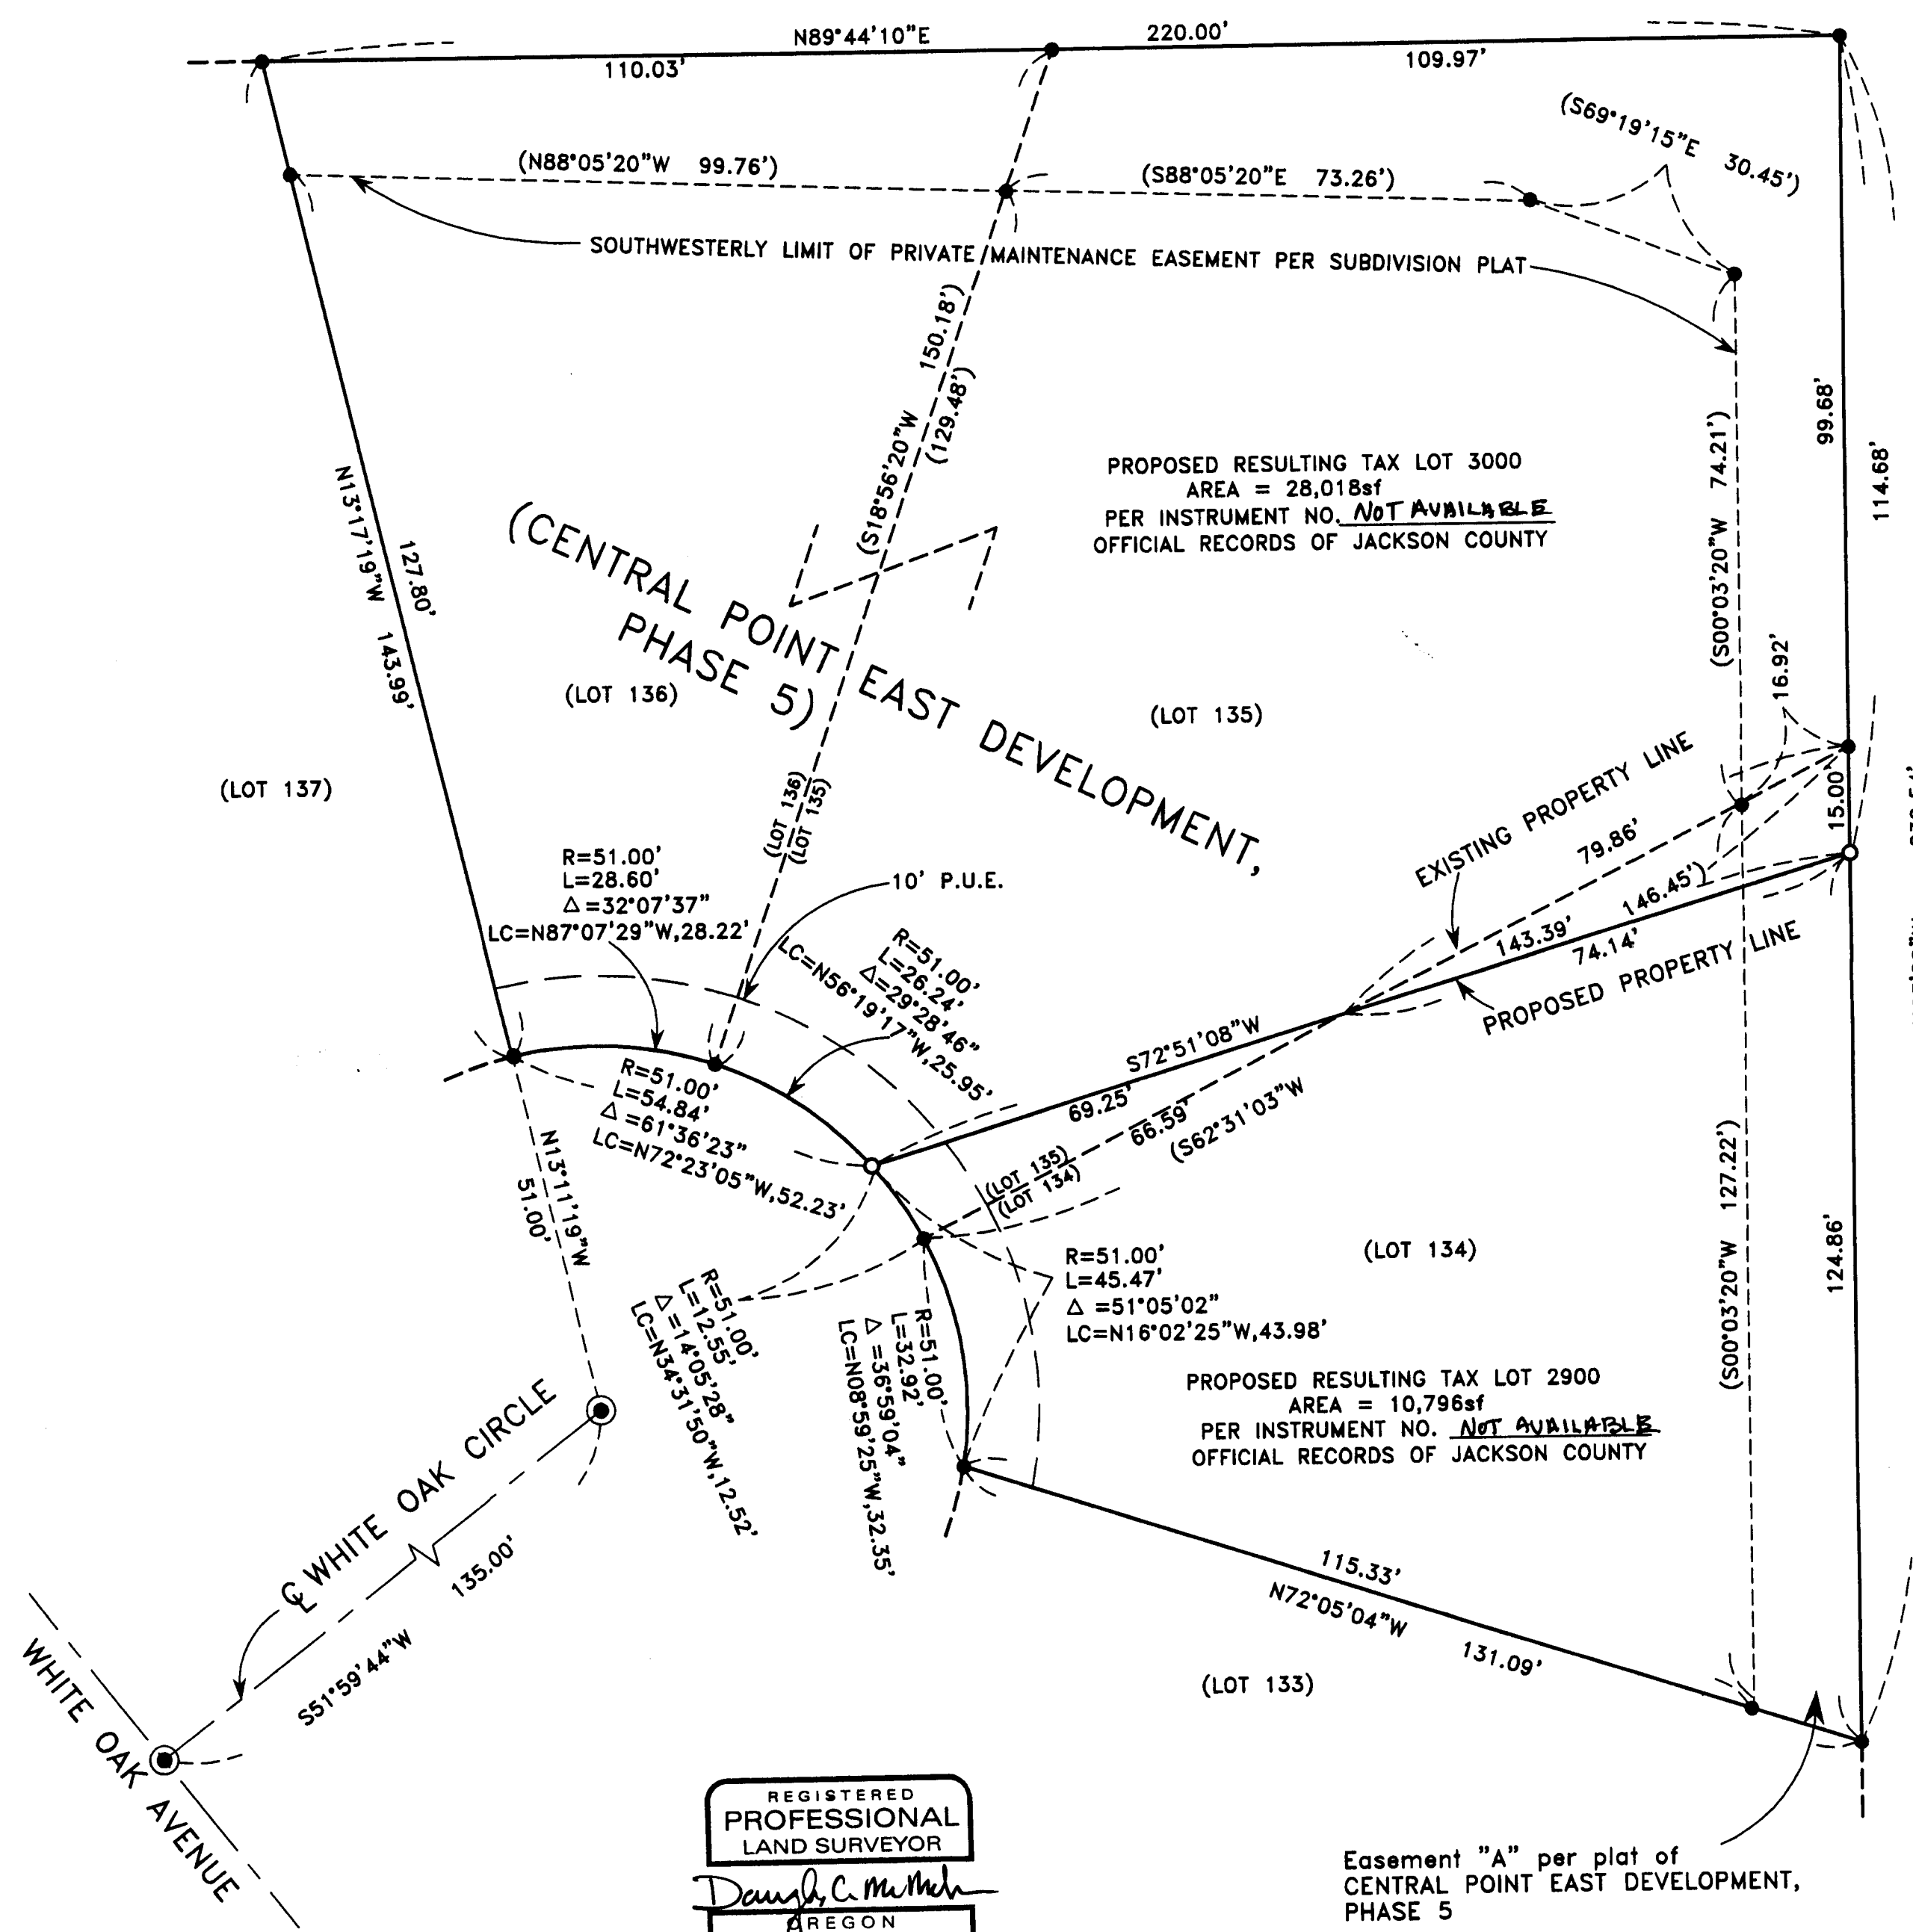 N89°44'10"E
220.00'
110.03'
109.97'
(S69°19'15"E 30.45')
(N88°05'20"W 99.76')
(S88°05'20"E 73.26')
SOUTHWESTERLY LIMIT OF PRIVATE MAINTENANCE EASEMENT PER SUBDIVISION PLAT
(S18°56'20"W 150.18')
(129.48')
(S00°03'20"W 74.21')
99.68'
114.68'
PROPOSED RESULTING TAX LOT 3000
AREA = 28,018sf
PER INSTRUMENT NO. NOT AVAILABLE
OFFICIAL RECORDS OF JACKSON COUNTY
N13°17'19"W 143.99'
127.80'
(CENTRAL POINT EAST DEVELOPMENT,
PHASE 5)
(LOT 136)
(LOT 135)
(LOT 137)
16.92'
15.00'
(LOT 136)
(LOT 135)
EXISTING PROPERTY LINE
79.86'
146.45')
143.39'
74.14'
PROPOSED PROPERTY LINE
R=51.00'
L=28.60'
Δ=32°07'37"
LC=N87°07'29"W,28.22'
10' P.U.E.
R=51.00'
L=26.24'
Δ=29°28'46"
LC=N56°19'17"W,25.95'
R=51.00'
L=54.84'
Δ=61°36'23"
LC=N72°23'05"W,52.23'
S72°51'08"W
69.25'
66.59'
(S62°31'03"W
(LOT 135)
(LOT 134)
N13°11'19"W
51.00'
(S00°03'20"W 127.22')
124.86'
R=51.00'
L=45.47'
Δ=51°05'02"
LC=N16°02'25"W,43.98'
(LOT 134)
R=51.00'
L=12.55'
Δ=14°05'28"
LC=N34°31'50"W,12.52'
R=51.00'
L=32.92'
Δ=36°59'04"
LC=N08°59'25"W,32.35'
PROPOSED RESULTING TAX LOT 2900
AREA = 10,796sf
PER INSTRUMENT NO. NOT AVAILABLE
OFFICIAL RECORDS OF JACKSON COUNTY
℄ WHITE OAK CIRCLE
135.00'
S51°59'44"W
WHITE OAK AVENUE
115.33'
N72°05'04"W 131.09'
(LOT 133)
REGISTERED
PROFESSIONAL
LAND SURVEYOR
OREGON
Easement "A" per plat of
CENTRAL POINT EAST DEVELOPMENT,
PHASE 5